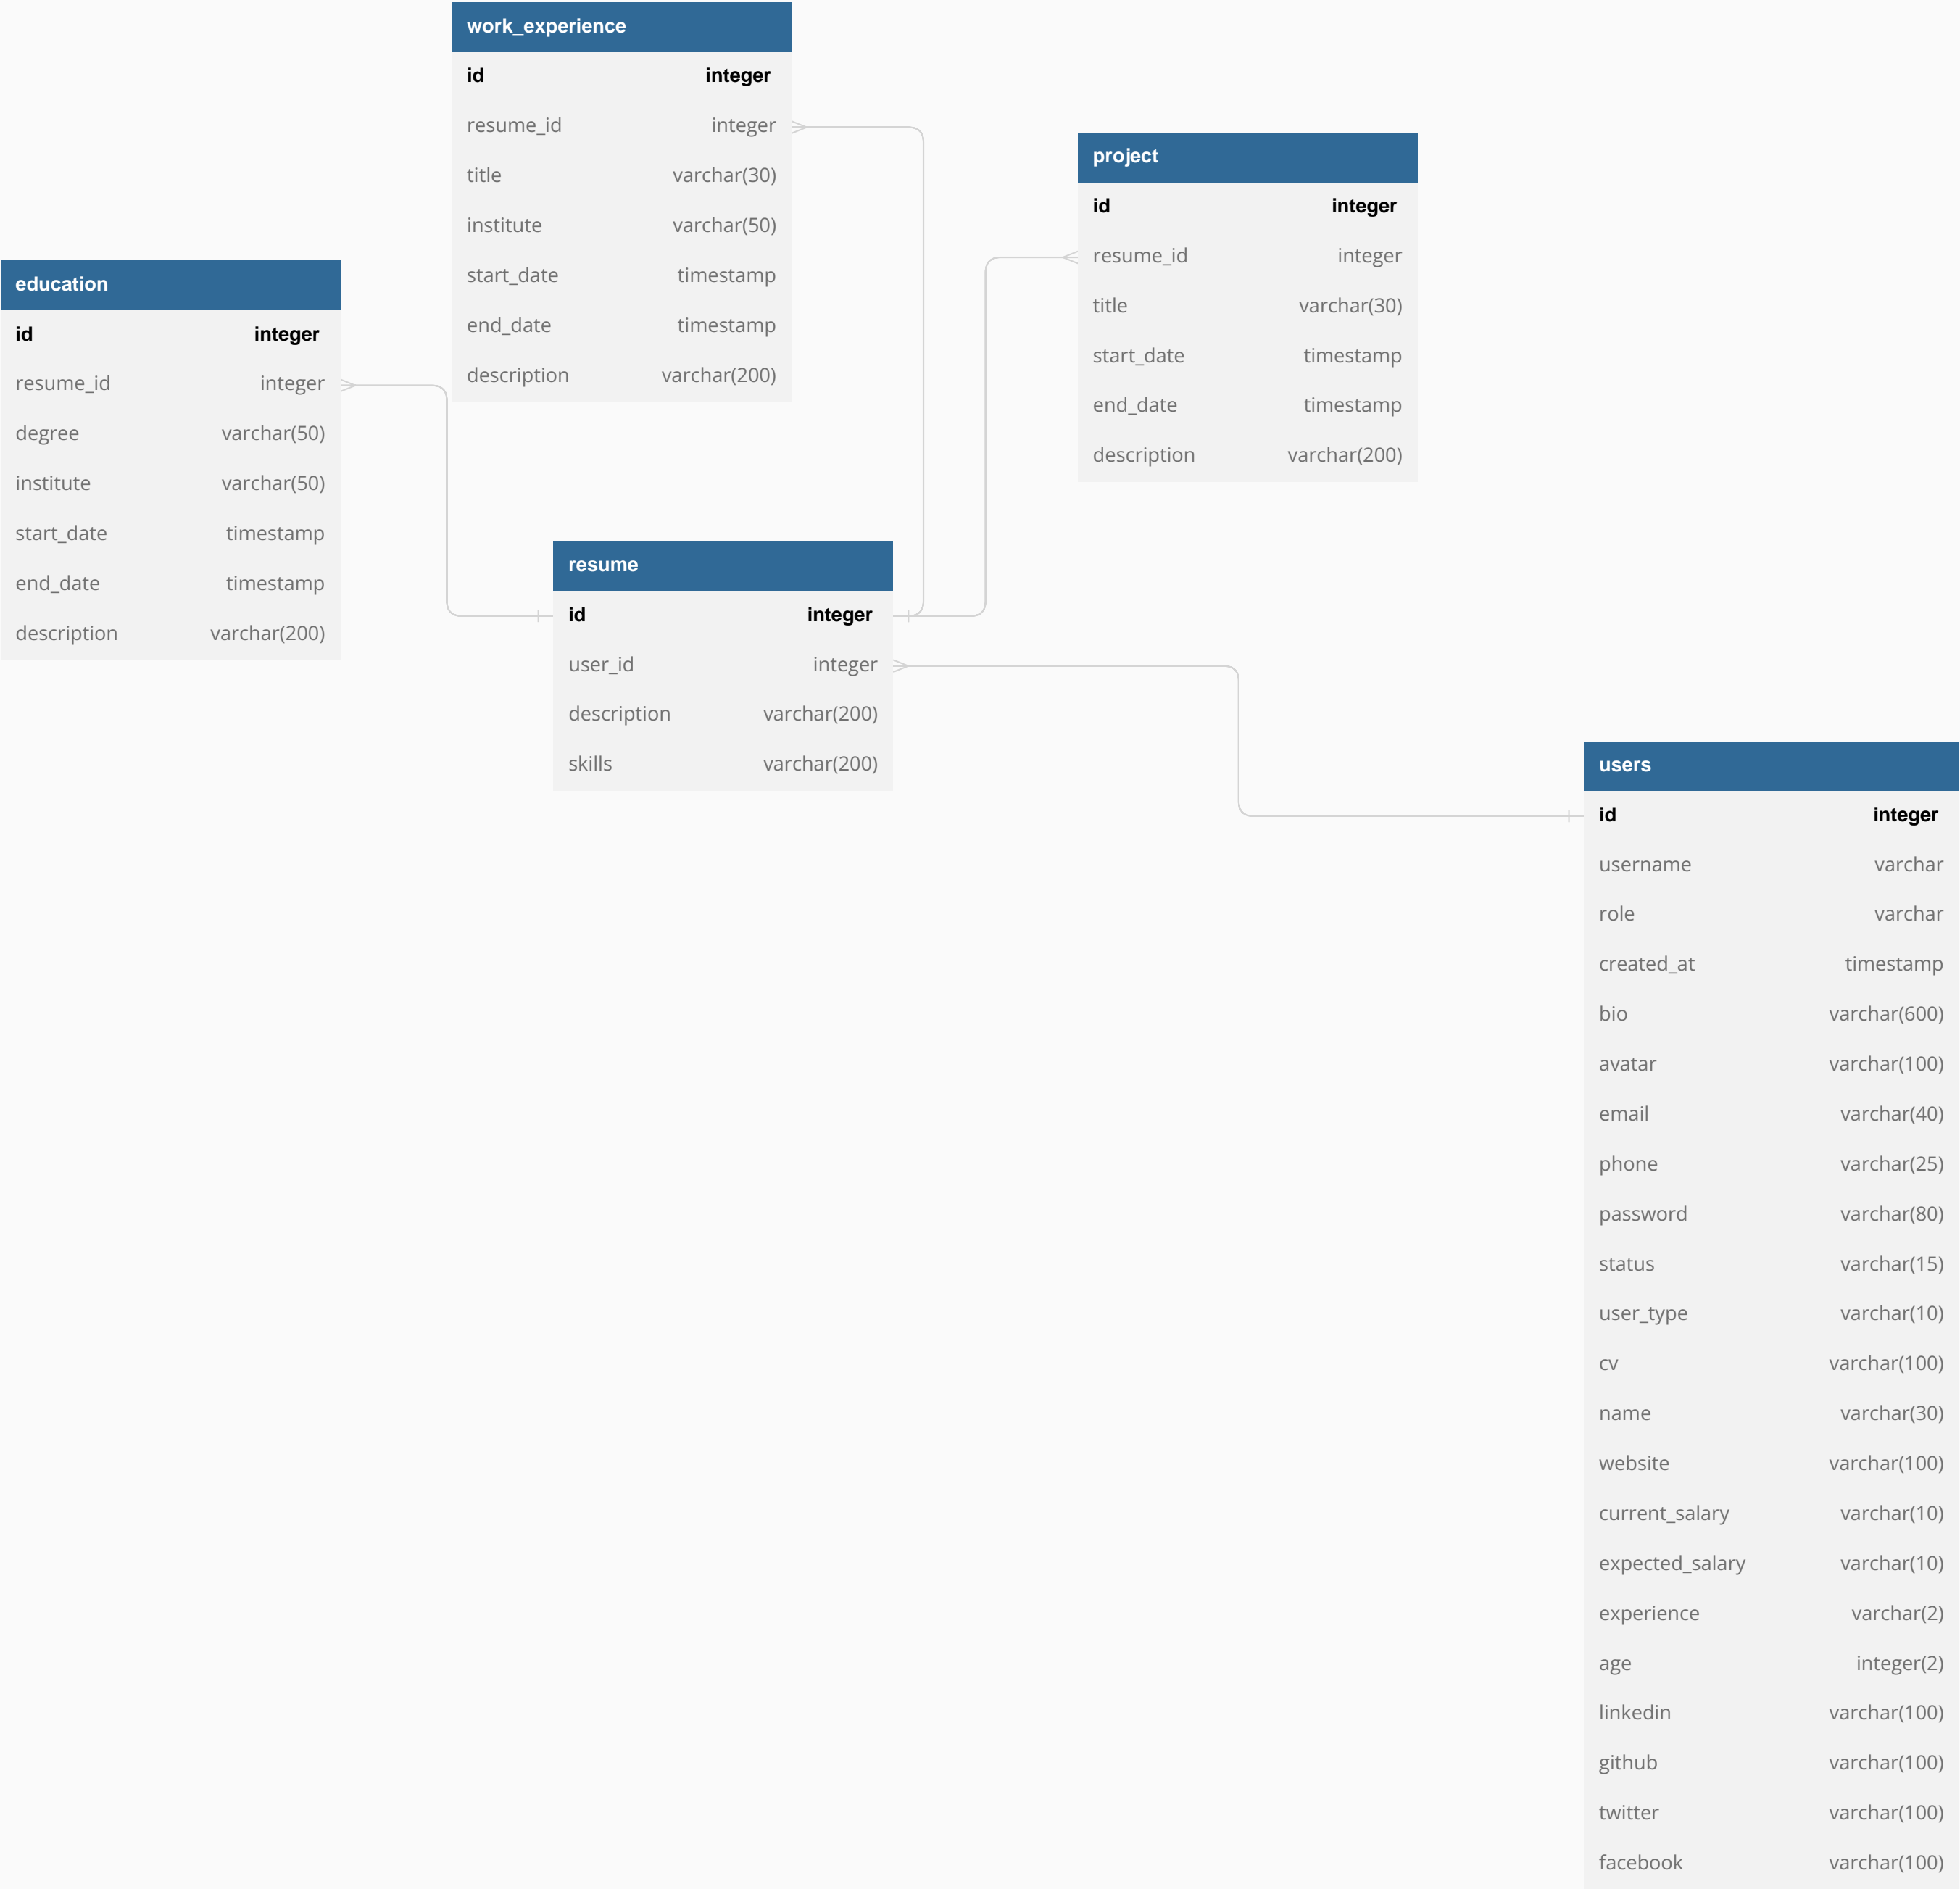 work_experience
id integer
resume_id integer
title varchar(30)
institute varchar(50)
start_date timestamp
end_date timestamp
description varchar(200)
project
id integer
resume_id integer
title varchar(30)
start_date timestamp
end_date timestamp
description varchar(200)
education
id integer
resume_id integer
degree varchar(50)
institute varchar(50)
start_date timestamp
end_date timestamp
description varchar(200)
resume
id integer
user_id integer
description varchar(200)
skills varchar(200)
users
id integer
username varchar
role varchar
created_at timestamp
bio varchar(600)
avatar varchar(100)
email varchar(40)
phone varchar(25)
password varchar(80)
status varchar(15)
user_type varchar(10)
cv varchar(100)
name varchar(30)
website varchar(100)
current_salary varchar(10)
expected_salary varchar(10)
experience varchar(2)
age integer(2)
linkedin varchar(100)
github varchar(100)
twitter varchar(100)
facebook varchar(100)